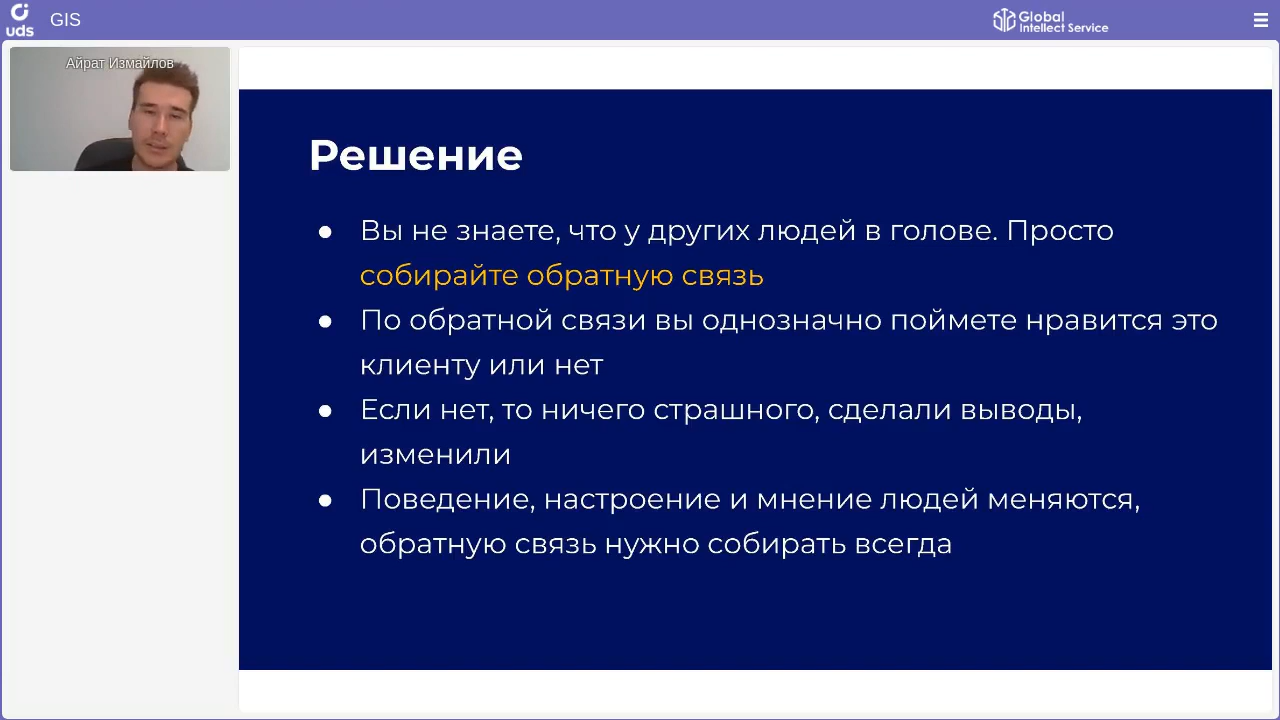 uds
GIS
Global
Intellect Service
Айрат Измайлов
Решение
● Вы не знаете, что у других людей в голове. Просто
собирайте обратную связь
● По обратной связи вы однозначно поймете нравится это
клиенту или нет
● Если нет, то ничего страшного, сделали выводы,
изменили
● Поведение, настроение и мнение людей меняются,
обратную связь нужно собирать всегда